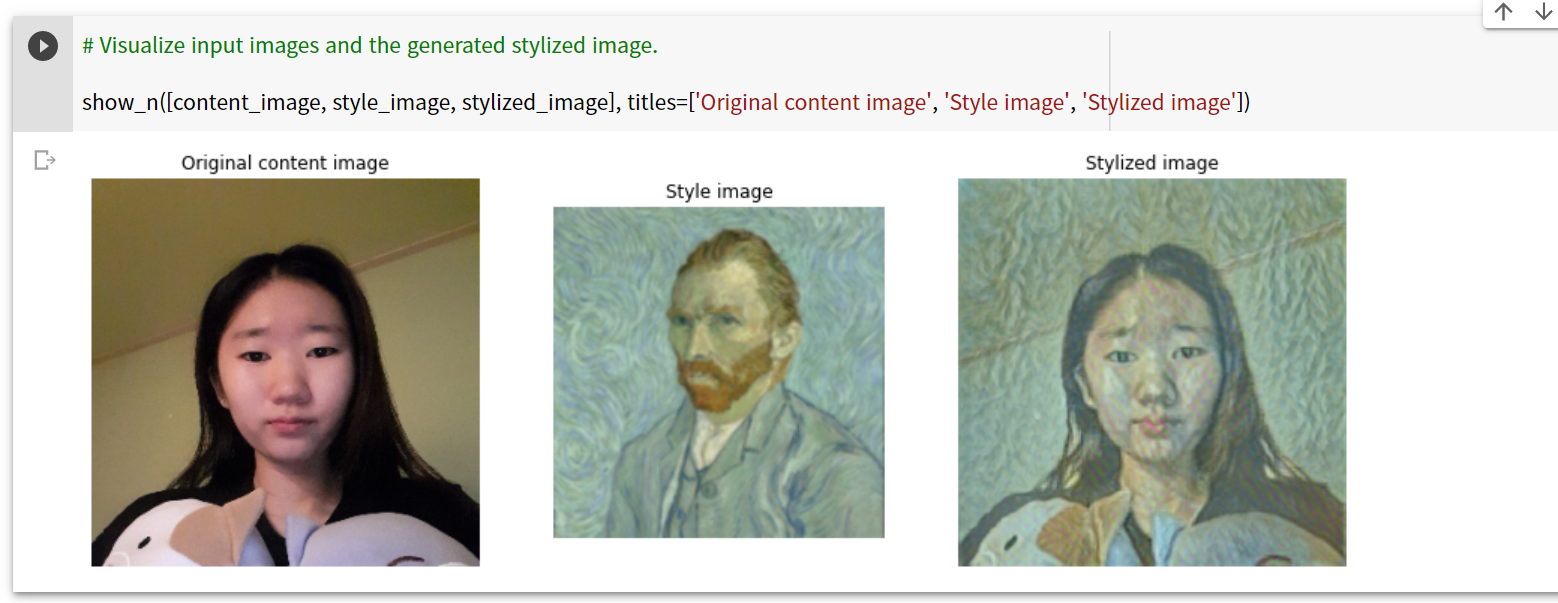 # Visualize input images and the generated stylized image.
show_n([content_image, style_image, stylized_image], titles=['Original content image', 'Style image', 'Stylized image'])
Original content image
Style image
Stylized image